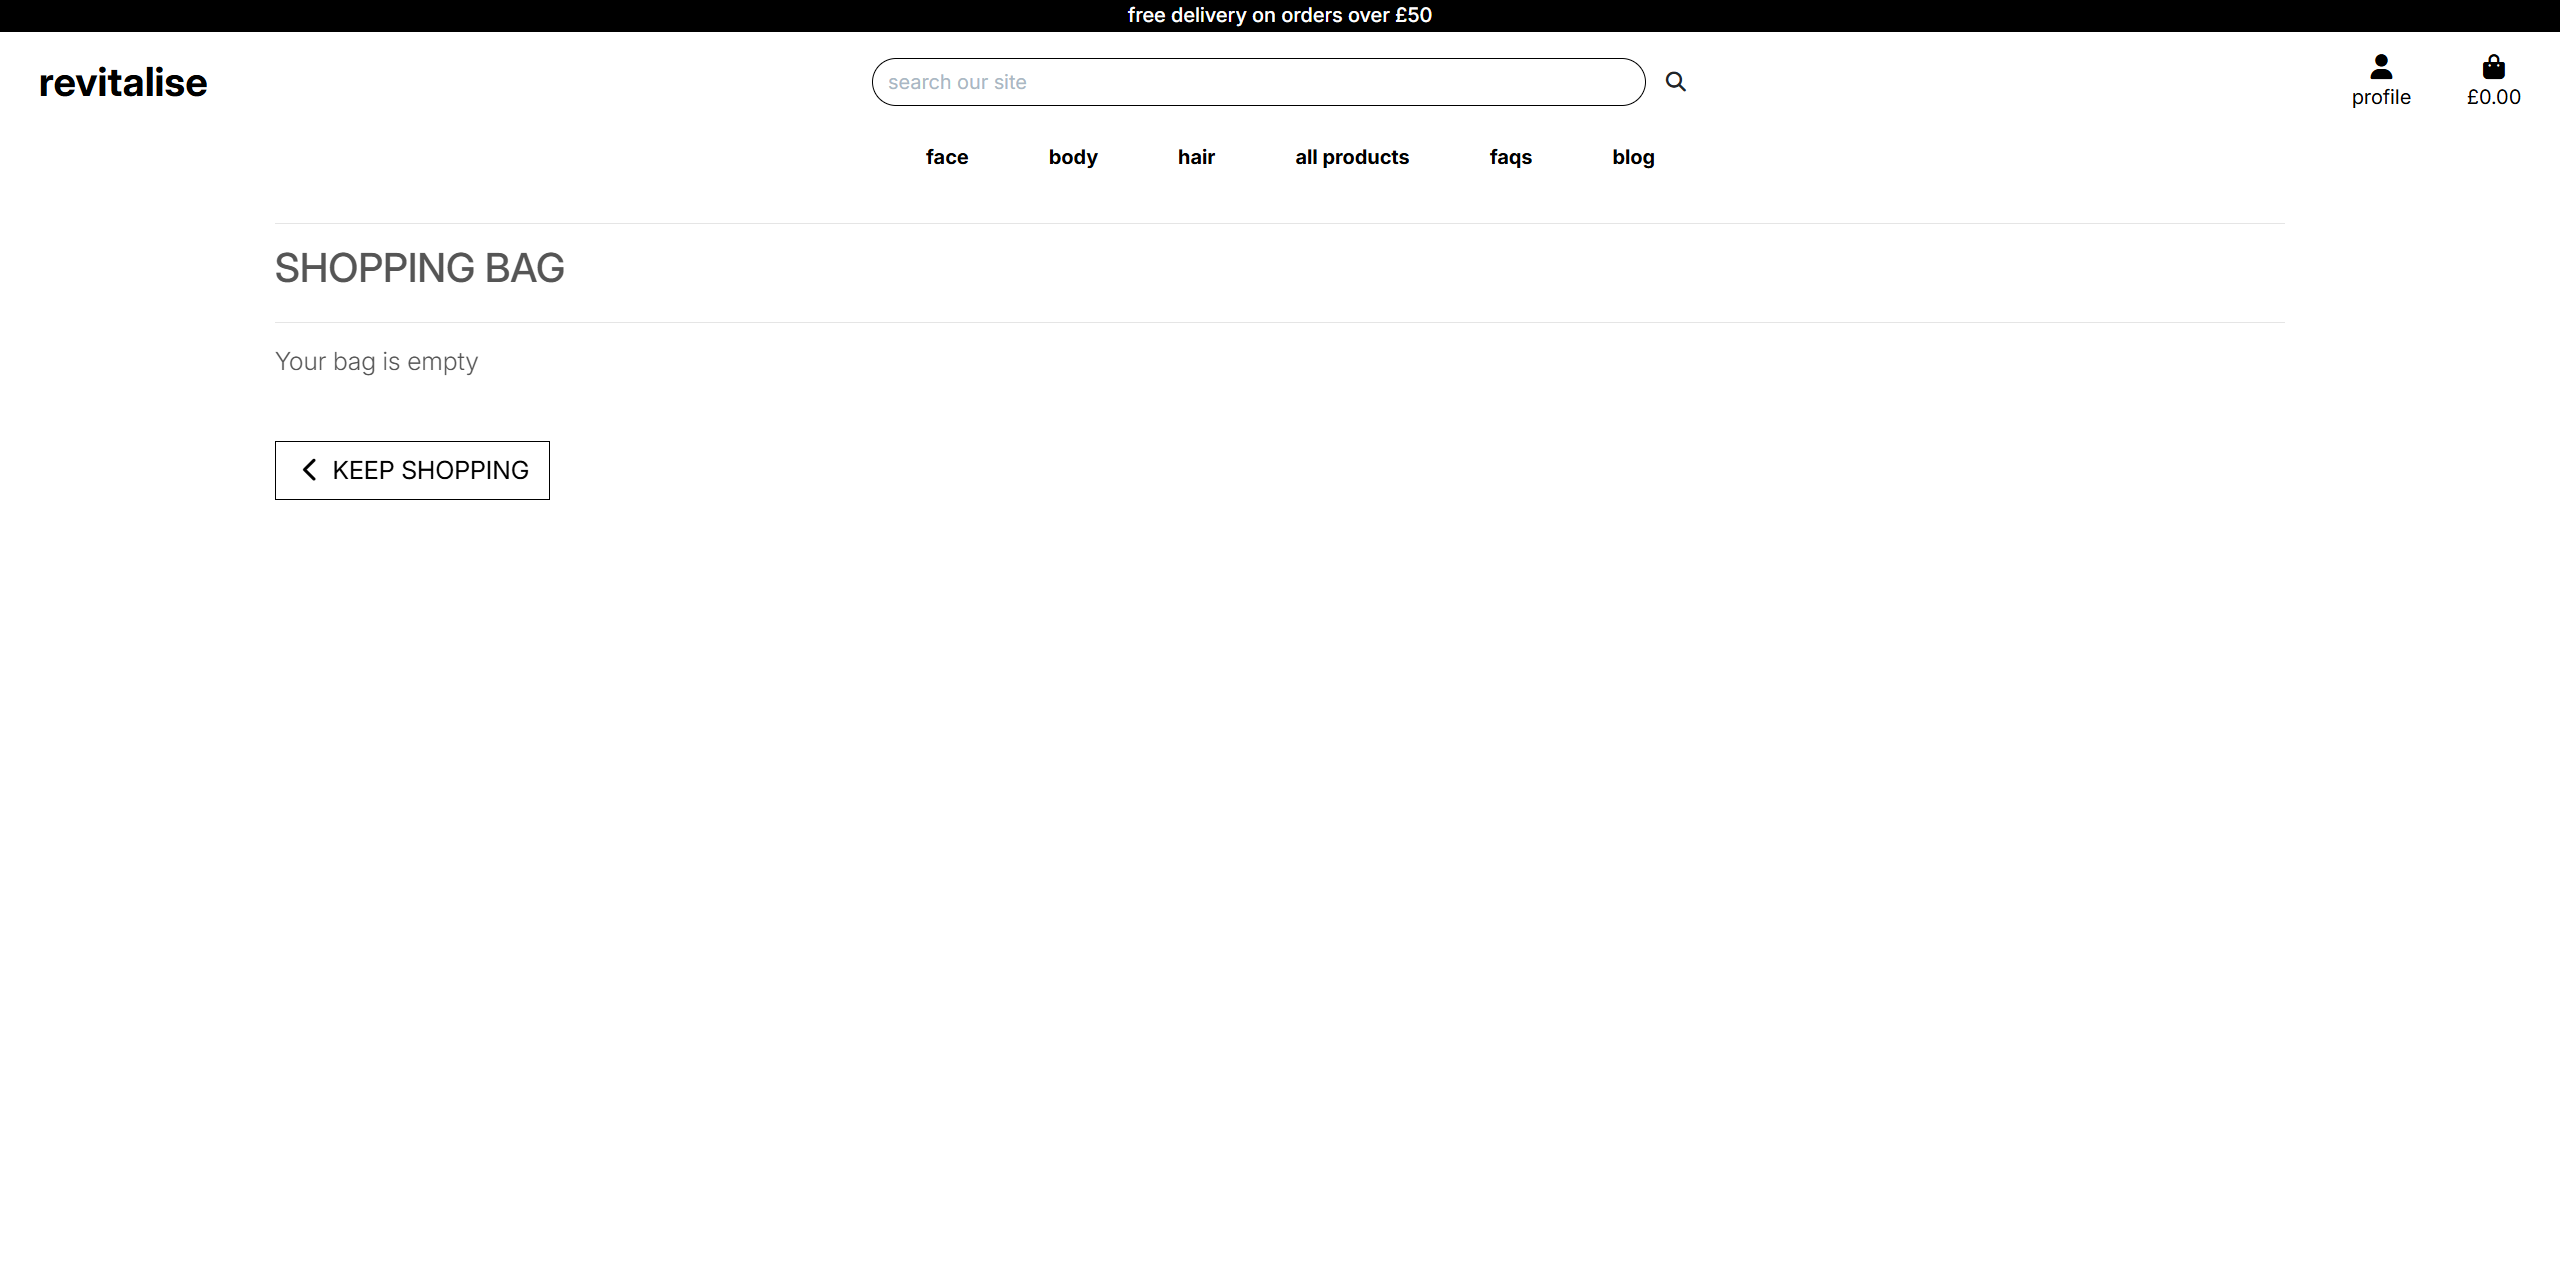 free delivery on orders over £50
revitalise
search our site
profile
£0.00
face body hair all products faqs blog
SHOPPING BAG
Your bag is empty
KEEP SHOPPING